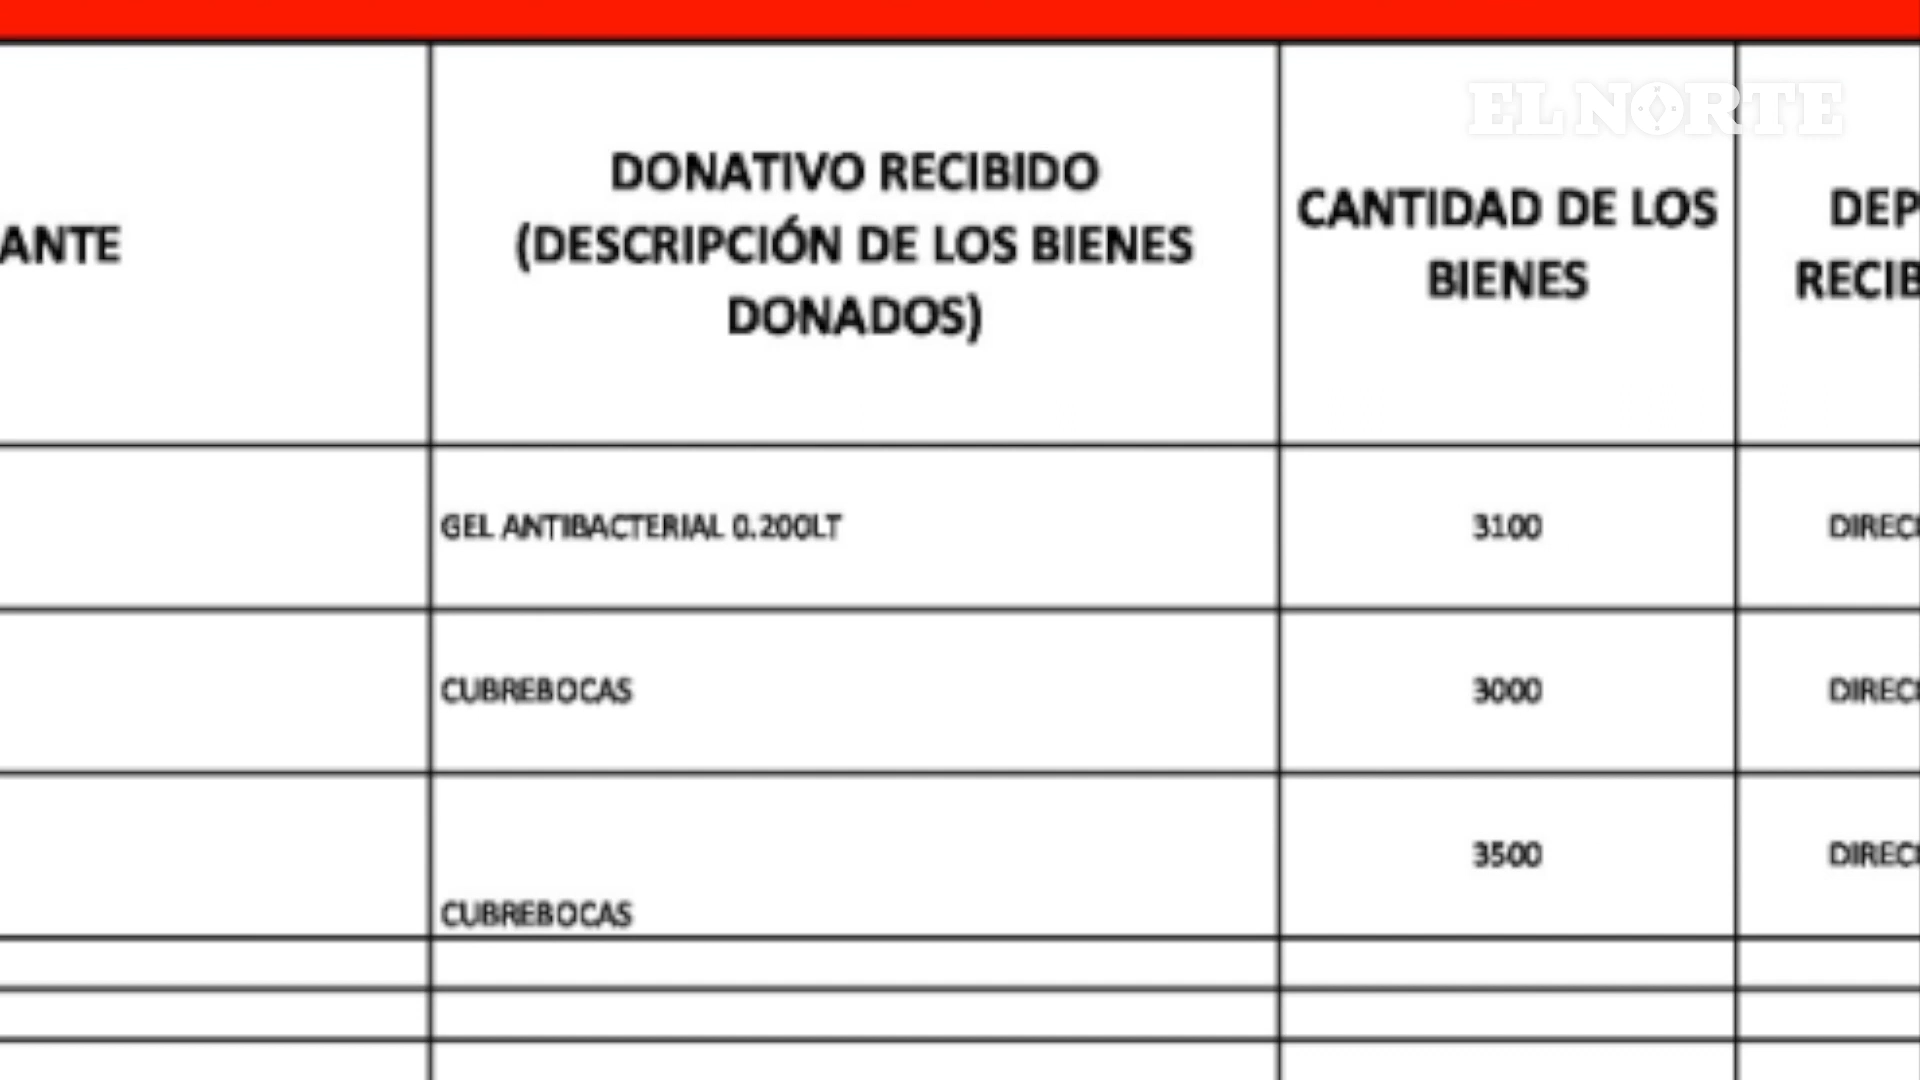 EL NORTE
ANTE
DONATIVO RECIBIDO
(DESCRIPCIÓN DE LOS BIENES
DONADOS)
CANTIDAD DE LOS
BIENES
DEP
RECIB
GEL ANTIBACTERIAL 0.200LT
3100
DIREC
CUBREBOCAS
3000
DIREC
CUBREBOCAS
3500
DIREC